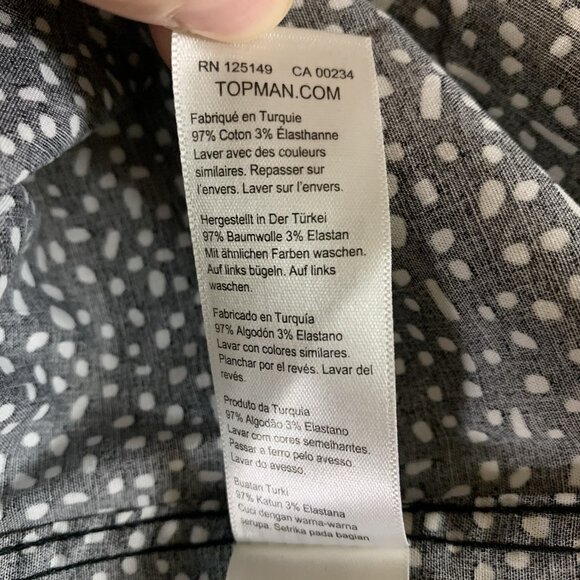 RN 125149 CA 00234
TOPMAN.COM
Fabriqué en Turquie
97% Coton 3% Élasthanne
Laver avec des couleurs
similaires. Repasser sur
l'envers. Laver sur l'envers.
Hergestellt in Der Türkei
97% Baumwolle 3% Elastan
Mit ähnlichen Farben waschen.
Auf links bügeln. Auf links
waschen.
Fabricado en Turquía
97% Algodón 3% Elastano
Lavar con colores similares.
Planchar por el revés. Lavar del
revés.
Produto da Turquia
97% Algodão 3% Elastano
Lavar com cores semelhantes.
Passar a ferro pelo avesso.
Lavar do avesso.
Buatan Turki
97% Katun 3% Elastana
Cuci dengan warna-warna
serupa. Setrika pada bagian